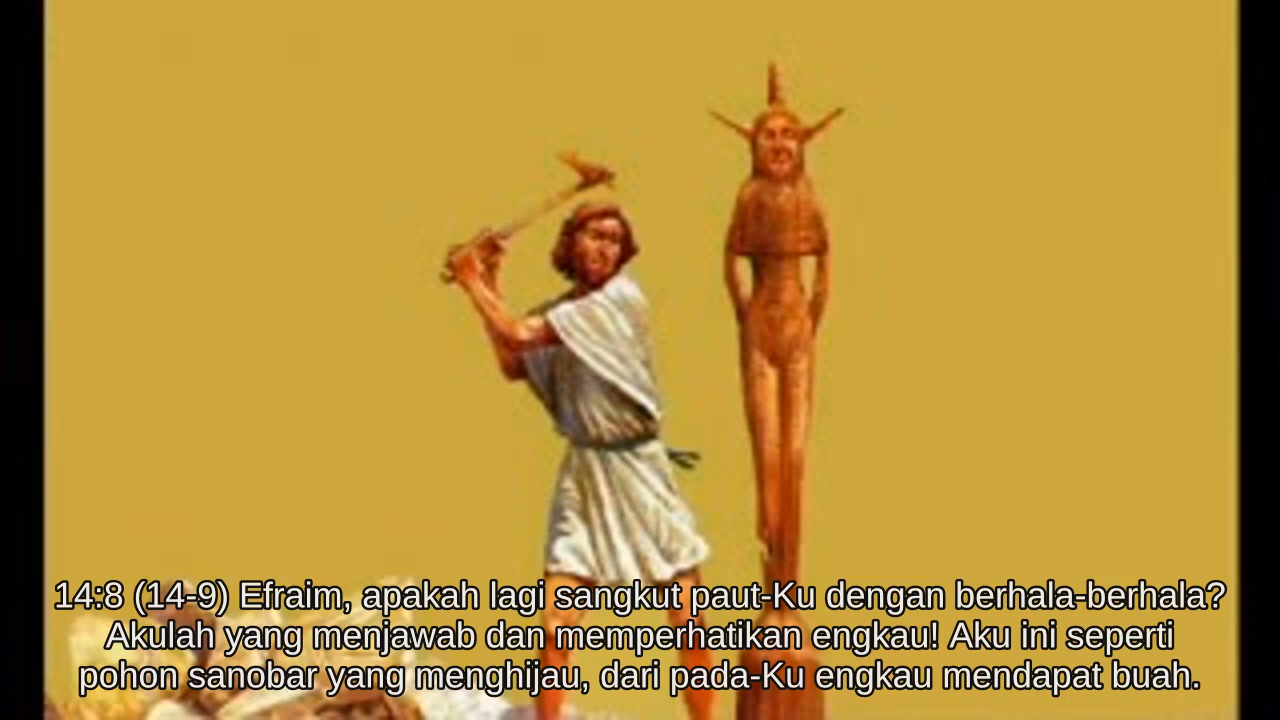 14:8 (14-9) Efraim, apakah lagi sangkut paut-Ku dengan berhala-berhala?
Akulah yang menjawab dan memperhatikan engkau! Aku ini seperti
pohon sanobar yang menghijau, dari pada-Ku engkau mendapat buah.